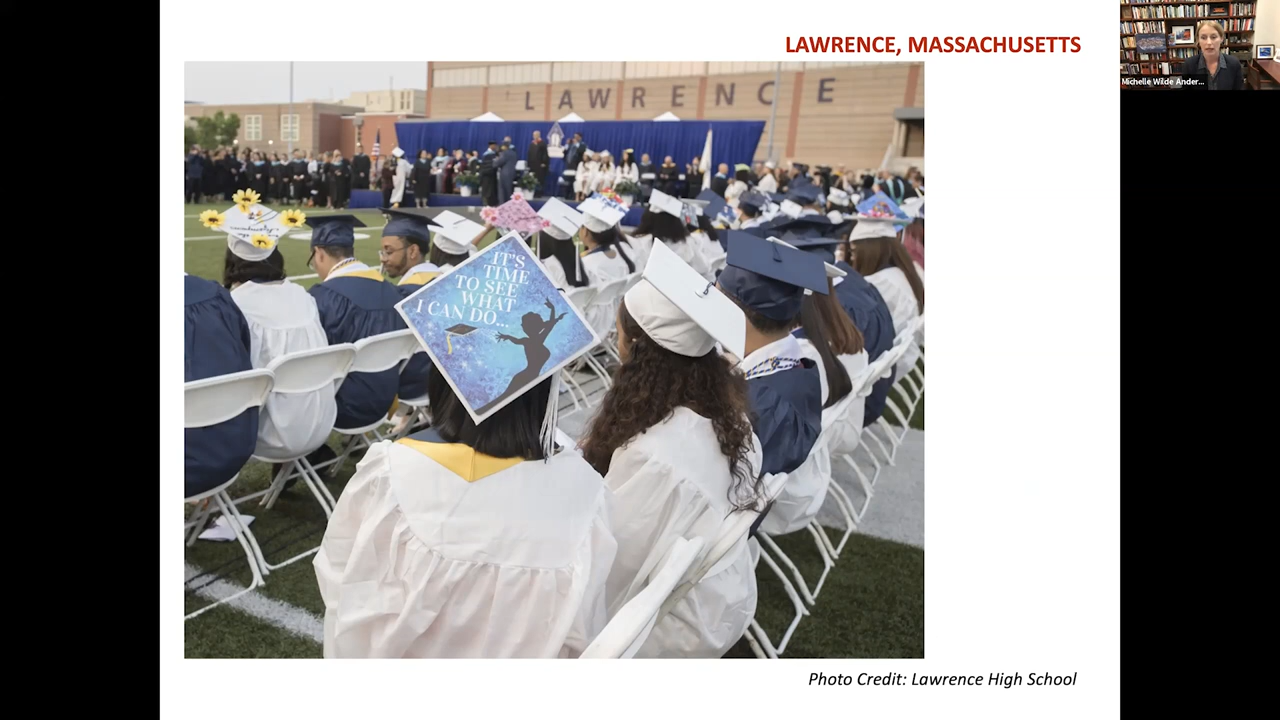 LAWRENCE, MASSACHUSETTS
Michelle Wilde Ander...
LAWRENCE
IT'S
TIME
TO SEE
WHAT
I CAN DO...
Photo Credit: Lawrence High School